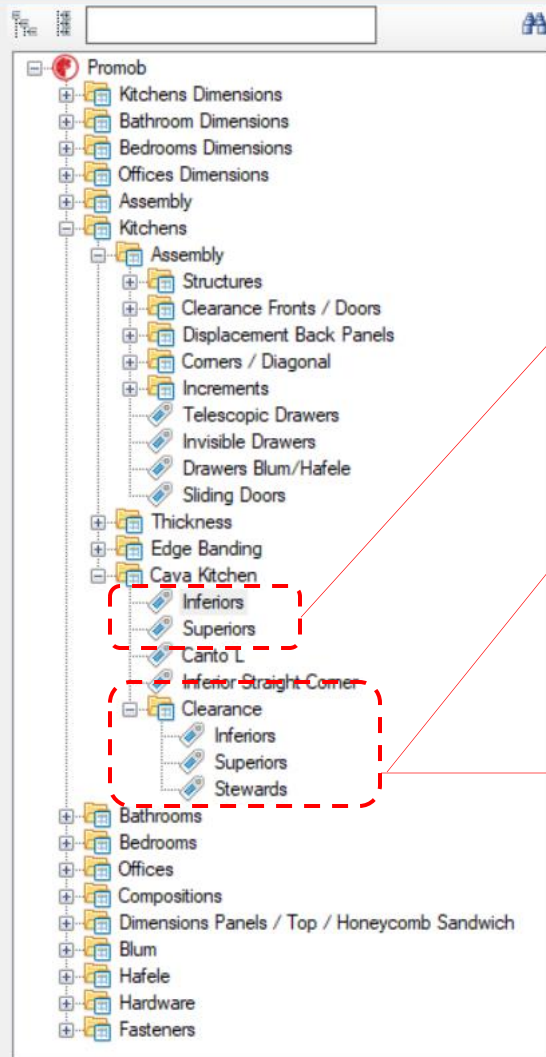 Promob
Kitchens Dimensions
Bathroom Dimensions
Bedrooms Dimensions
Offices Dimensions
Assembly
Kitchens
Assembly
Structures
Clearance Fronts / Doors
Displacement Back Panels
Corners / Diagonal
Increments
Telescopic Drawers
Invisible Drawers
Drawers Blum/Hafele
Sliding Doors
Thickness
Edge Banding
Cava Kitchen
Inferiors
Superiors
Canto L
Inferior Straight Corner
Clearance
Inferiors
Superiors
Stewards
Bathrooms
Bedrooms
Offices
Compositions
Dimensions Panels / Top / Honeycomb Sandwich
Blum
Hafele
Hardware
Fasteners